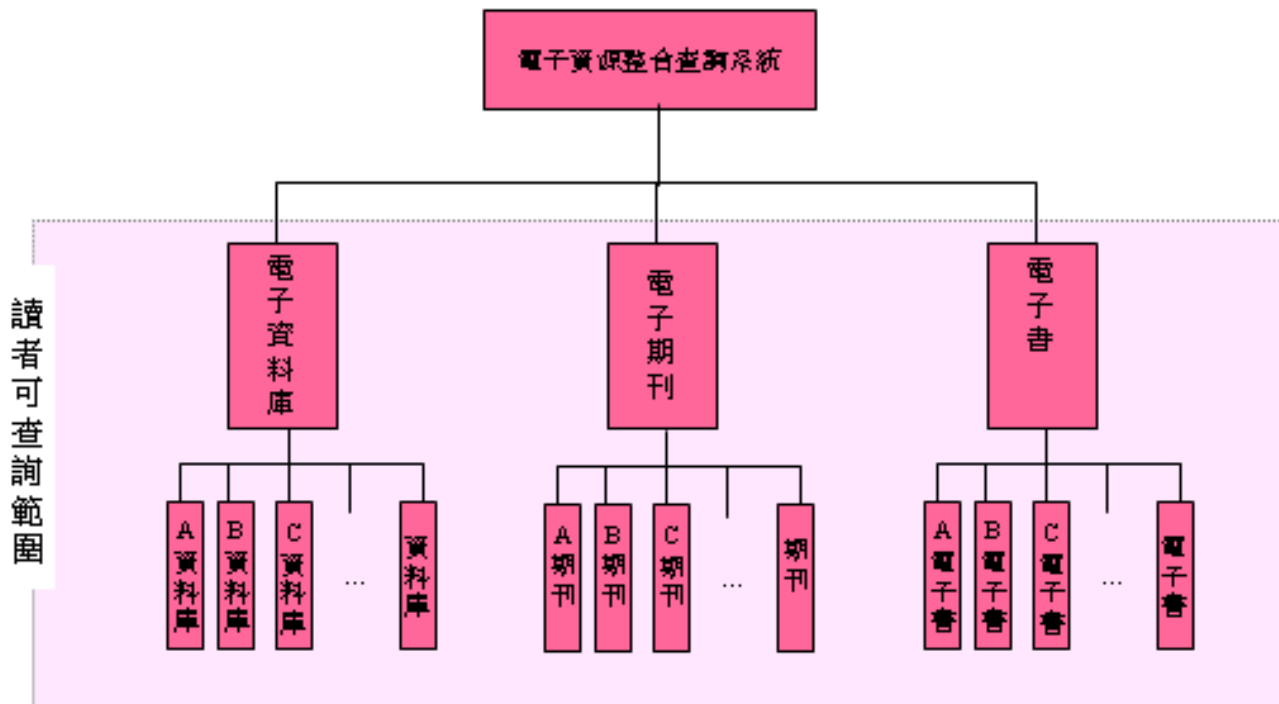 電子資源整合查詢系統
讀者可查詢範圍
電子資料庫
電子期刊
電子書
A資料庫
B資料庫
C資料庫
...
資料庫
A期刊
B期刊
C期刊
...
期刊
A電子書
B電子書
C電子書
...
電子書